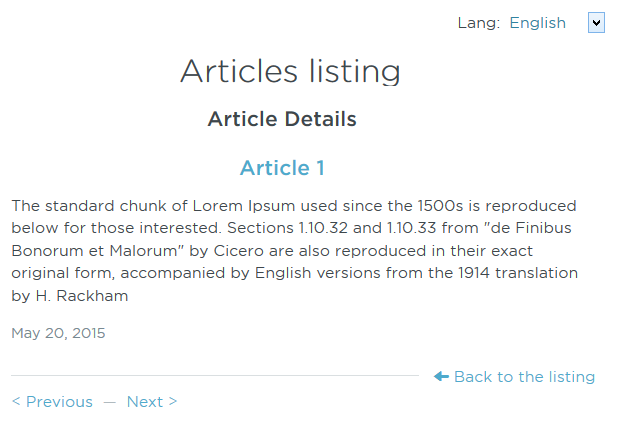 Lang: English
Articles listing
Article Details
Article 1
The standard chunk of Lorem Ipsum used since the 1500s is reproduced
below for those interested. Sections 1.10.32 and 1.10.33 from "de Finibus
Bonorum et Malorum" by Cicero are also reproduced in their exact
original form, accompanied by English versions from the 1914 translation
by H. Rackham
May 20, 2015
Back to the listing
< Previous — Next >